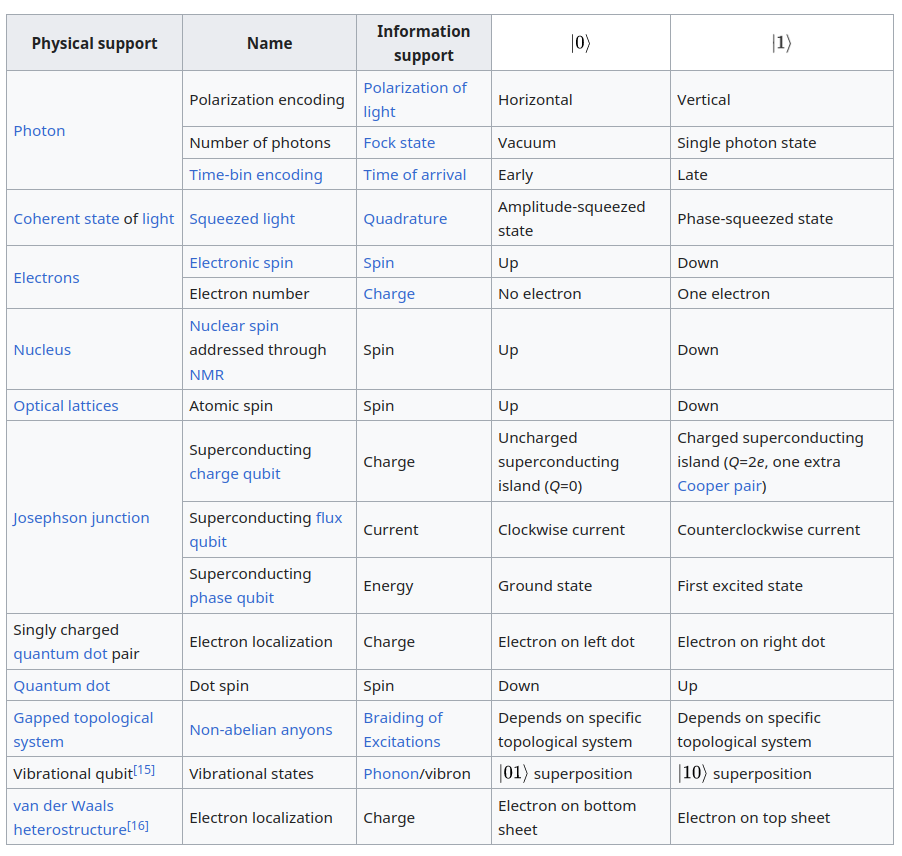 Physical support Name Information support |0⟩ |1⟩
Photon Polarization encoding Polarization of light Horizontal Vertical
Number of photons Fock state Vacuum Single photon state
Time-bin encoding Time of arrival Early Late
Coherent state of light Squeezed light Quadrature Amplitude-squeezed state Phase-squeezed state
Electrons Electronic spin Spin Up Down
Electron number Charge No electron One electron
Nucleus Nuclear spin addressed through NMR Spin Up Down
Optical lattices Atomic spin Spin Up Down
Josephson junction Superconducting charge qubit Charge Uncharged superconducting island (Q=0) Charged superconducting island (Q=2e, one extra Cooper pair)
Superconducting flux qubit Current Clockwise current Counterclockwise current
Superconducting phase qubit Energy Ground state First excited state
Singly charged quantum dot pair Electron localization Charge Electron on left dot Electron on right dot
Quantum dot Dot spin Spin Down Up
Gapped topological system Non-abelian anyons Braiding of Excitations Depends on specific topological system Depends on specific topological system
Vibrational qubit[15] Vibrational states Phonon/vibron |01⟩ superposition |10⟩ superposition
van der Waals heterostructure[16] Electron localization Charge Electron on bottom sheet Electron on top sheet